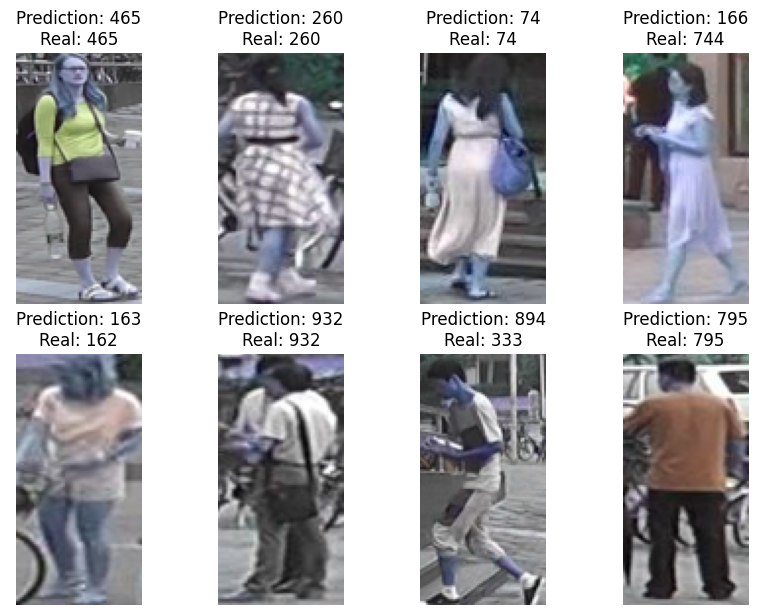 Prediction: 465
Real: 465
Prediction: 260
Real: 260
Prediction: 74
Real: 74
Prediction: 166
Real: 744
Prediction: 163
Real: 162
Prediction: 932
Real: 932
Prediction: 894
Real: 333
Prediction: 795
Real: 795